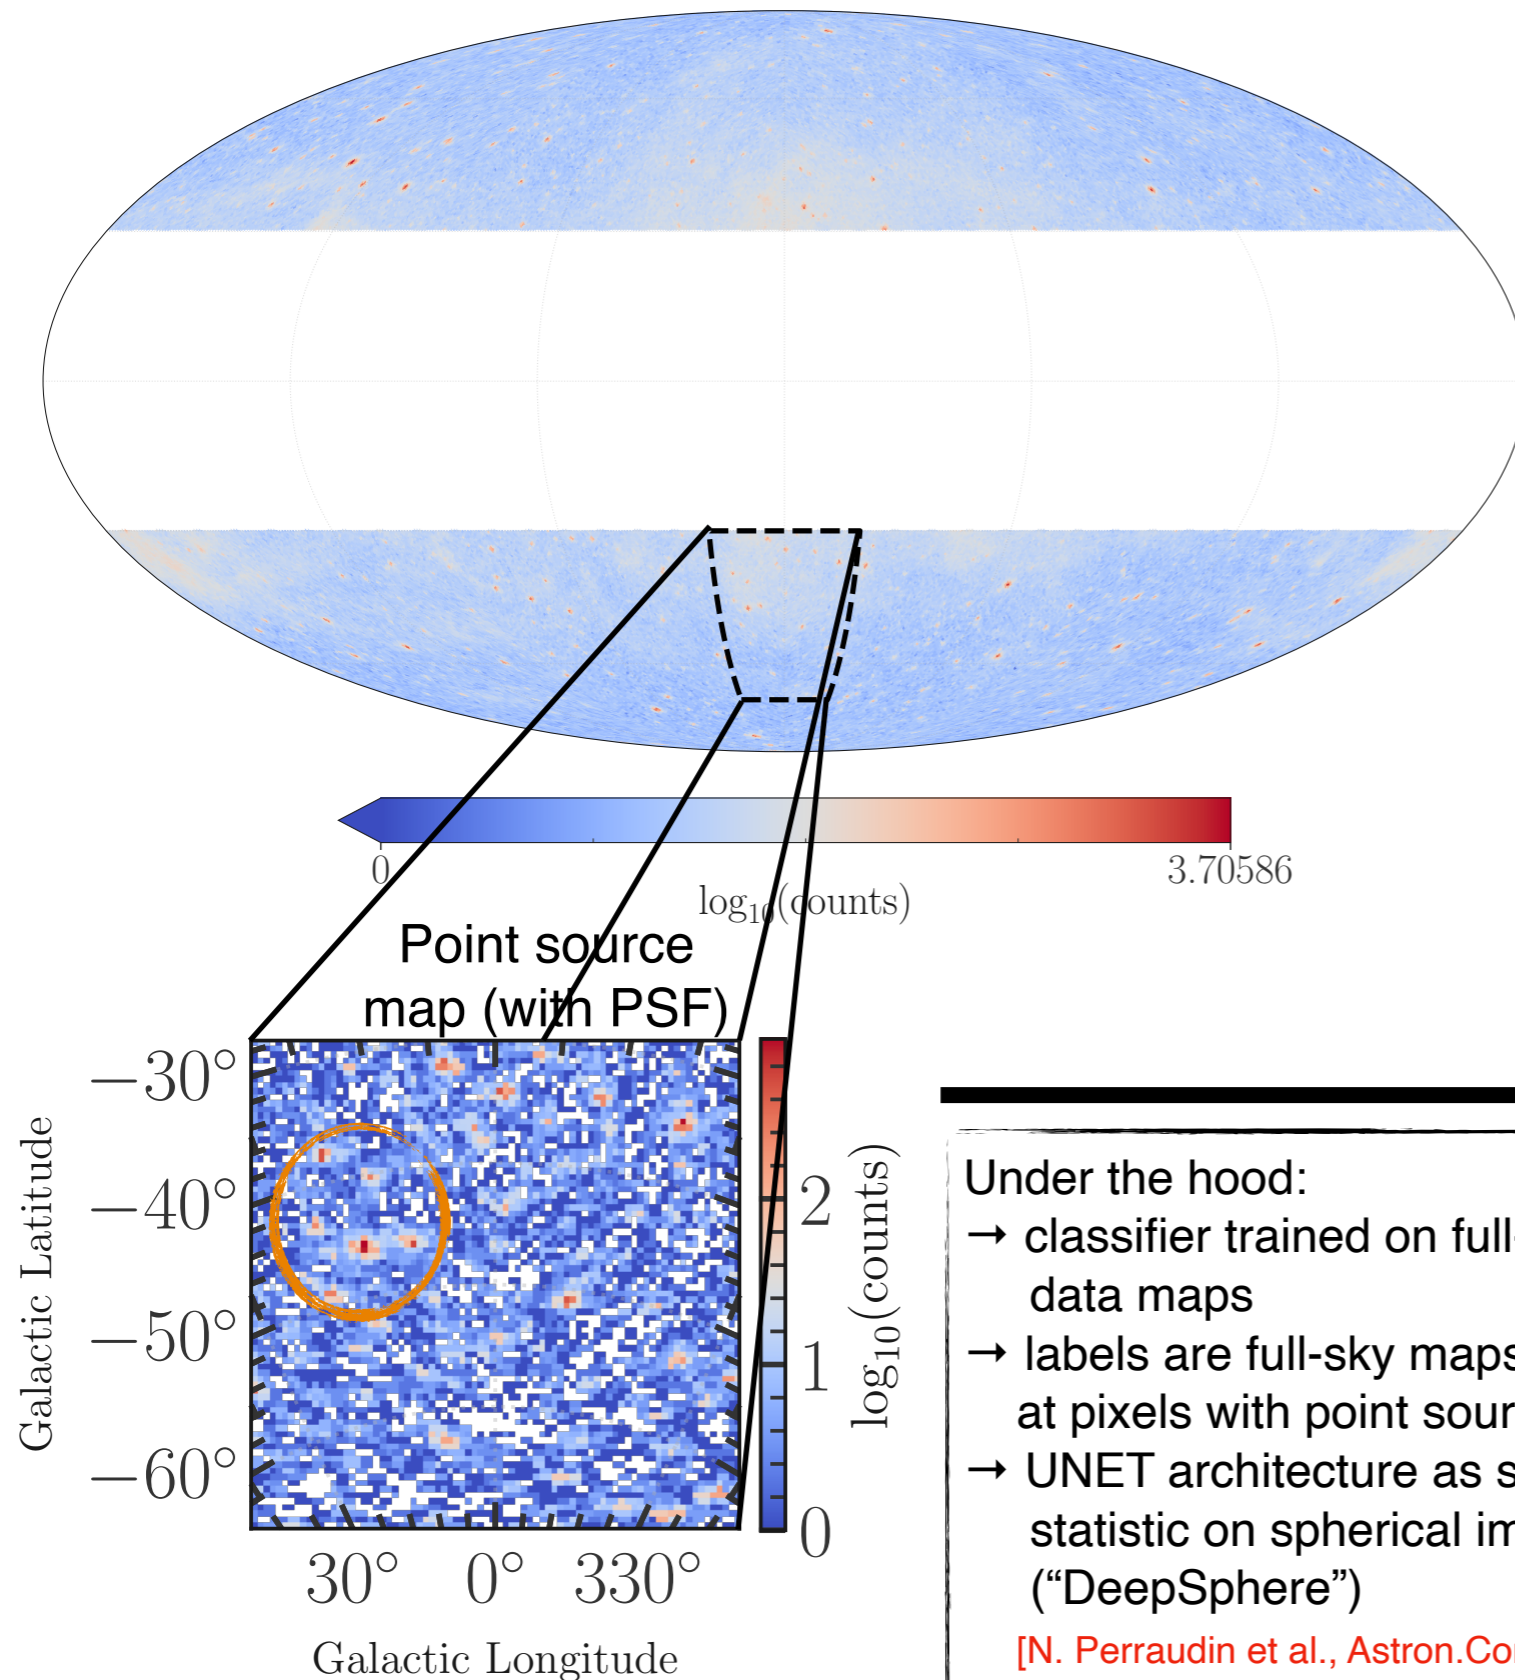 0
3.70586
log10(counts)
Point source
map (with PSF)
−30°
−40°
−50°
−60°
Galactic Latitude
30° 0° 330°
Galactic Longitude
2
1
0
log10(counts)
Under the hood:
→ classifier trained on full-
data maps
→ labels are full-sky maps
at pixels with point sour
→ UNET architecture as s
statistic on spherical im
(“DeepSphere”)
[N. Perraudin et al., Astron.Co